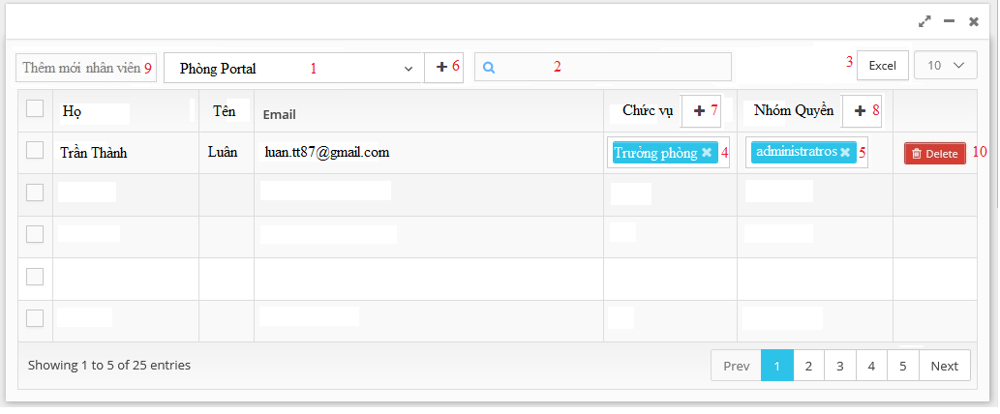 Thêm mới nhân viên 9 Phòng Portal 1 + 6 2 3 Excel 10
Họ Tên Email Chức vụ + 7 Nhóm Quyền + 8
Trần Thành Luân luan.tt87@gmail.com Trưởng phòng × 4 administratros × 5 Delete 10
Showing 1 to 5 of 25 entries Prev 1 2 3 4 5 Next